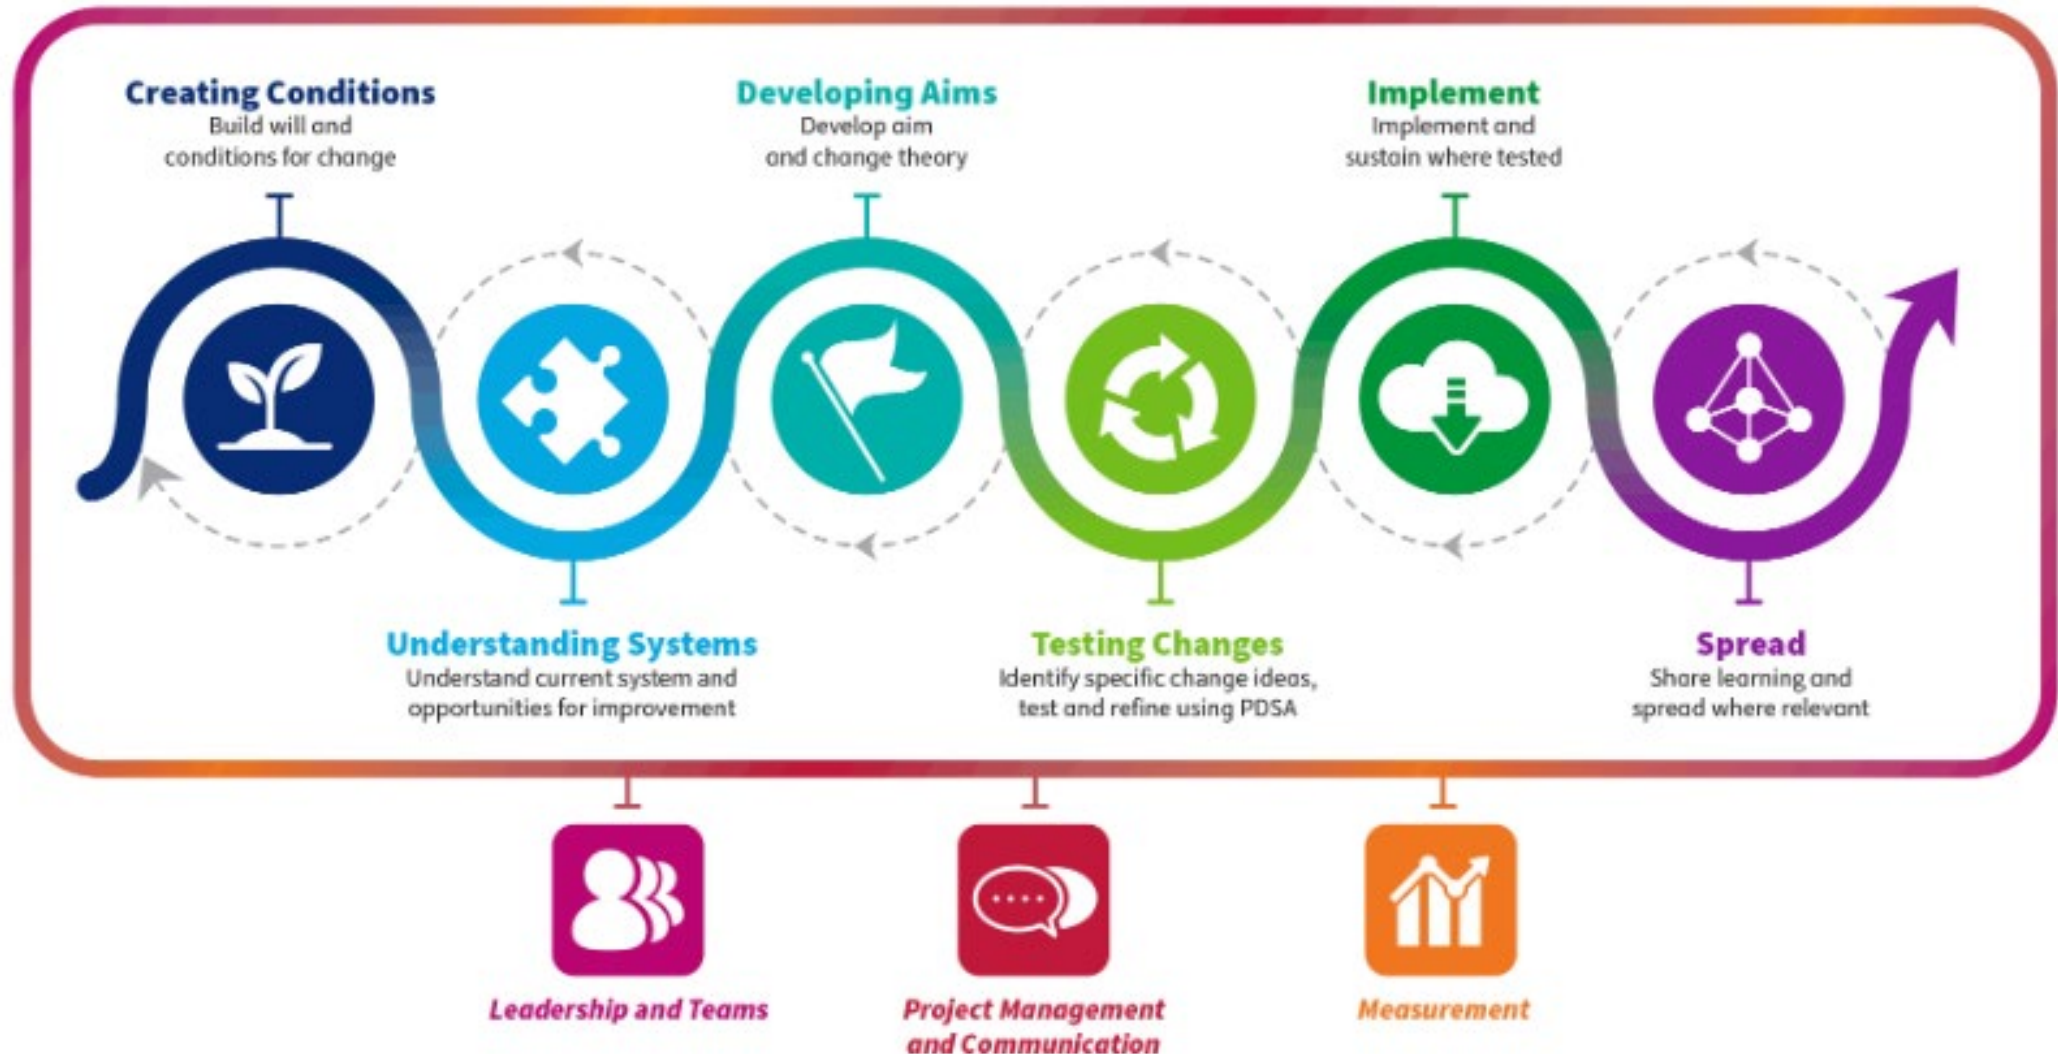 Creating Conditions
Build will and
conditions for change
Developing Aims
Develop aim
and change theory
Implement
Implement and
sustain where tested
Understanding Systems
Understand current system and
opportunities for improvement
Testing Changes
Identify specific change ideas,
test and refine using PDSA
Spread
Share learning and
spread where relevant
Leadership and Teams
Project Management
and Communication
Measurement